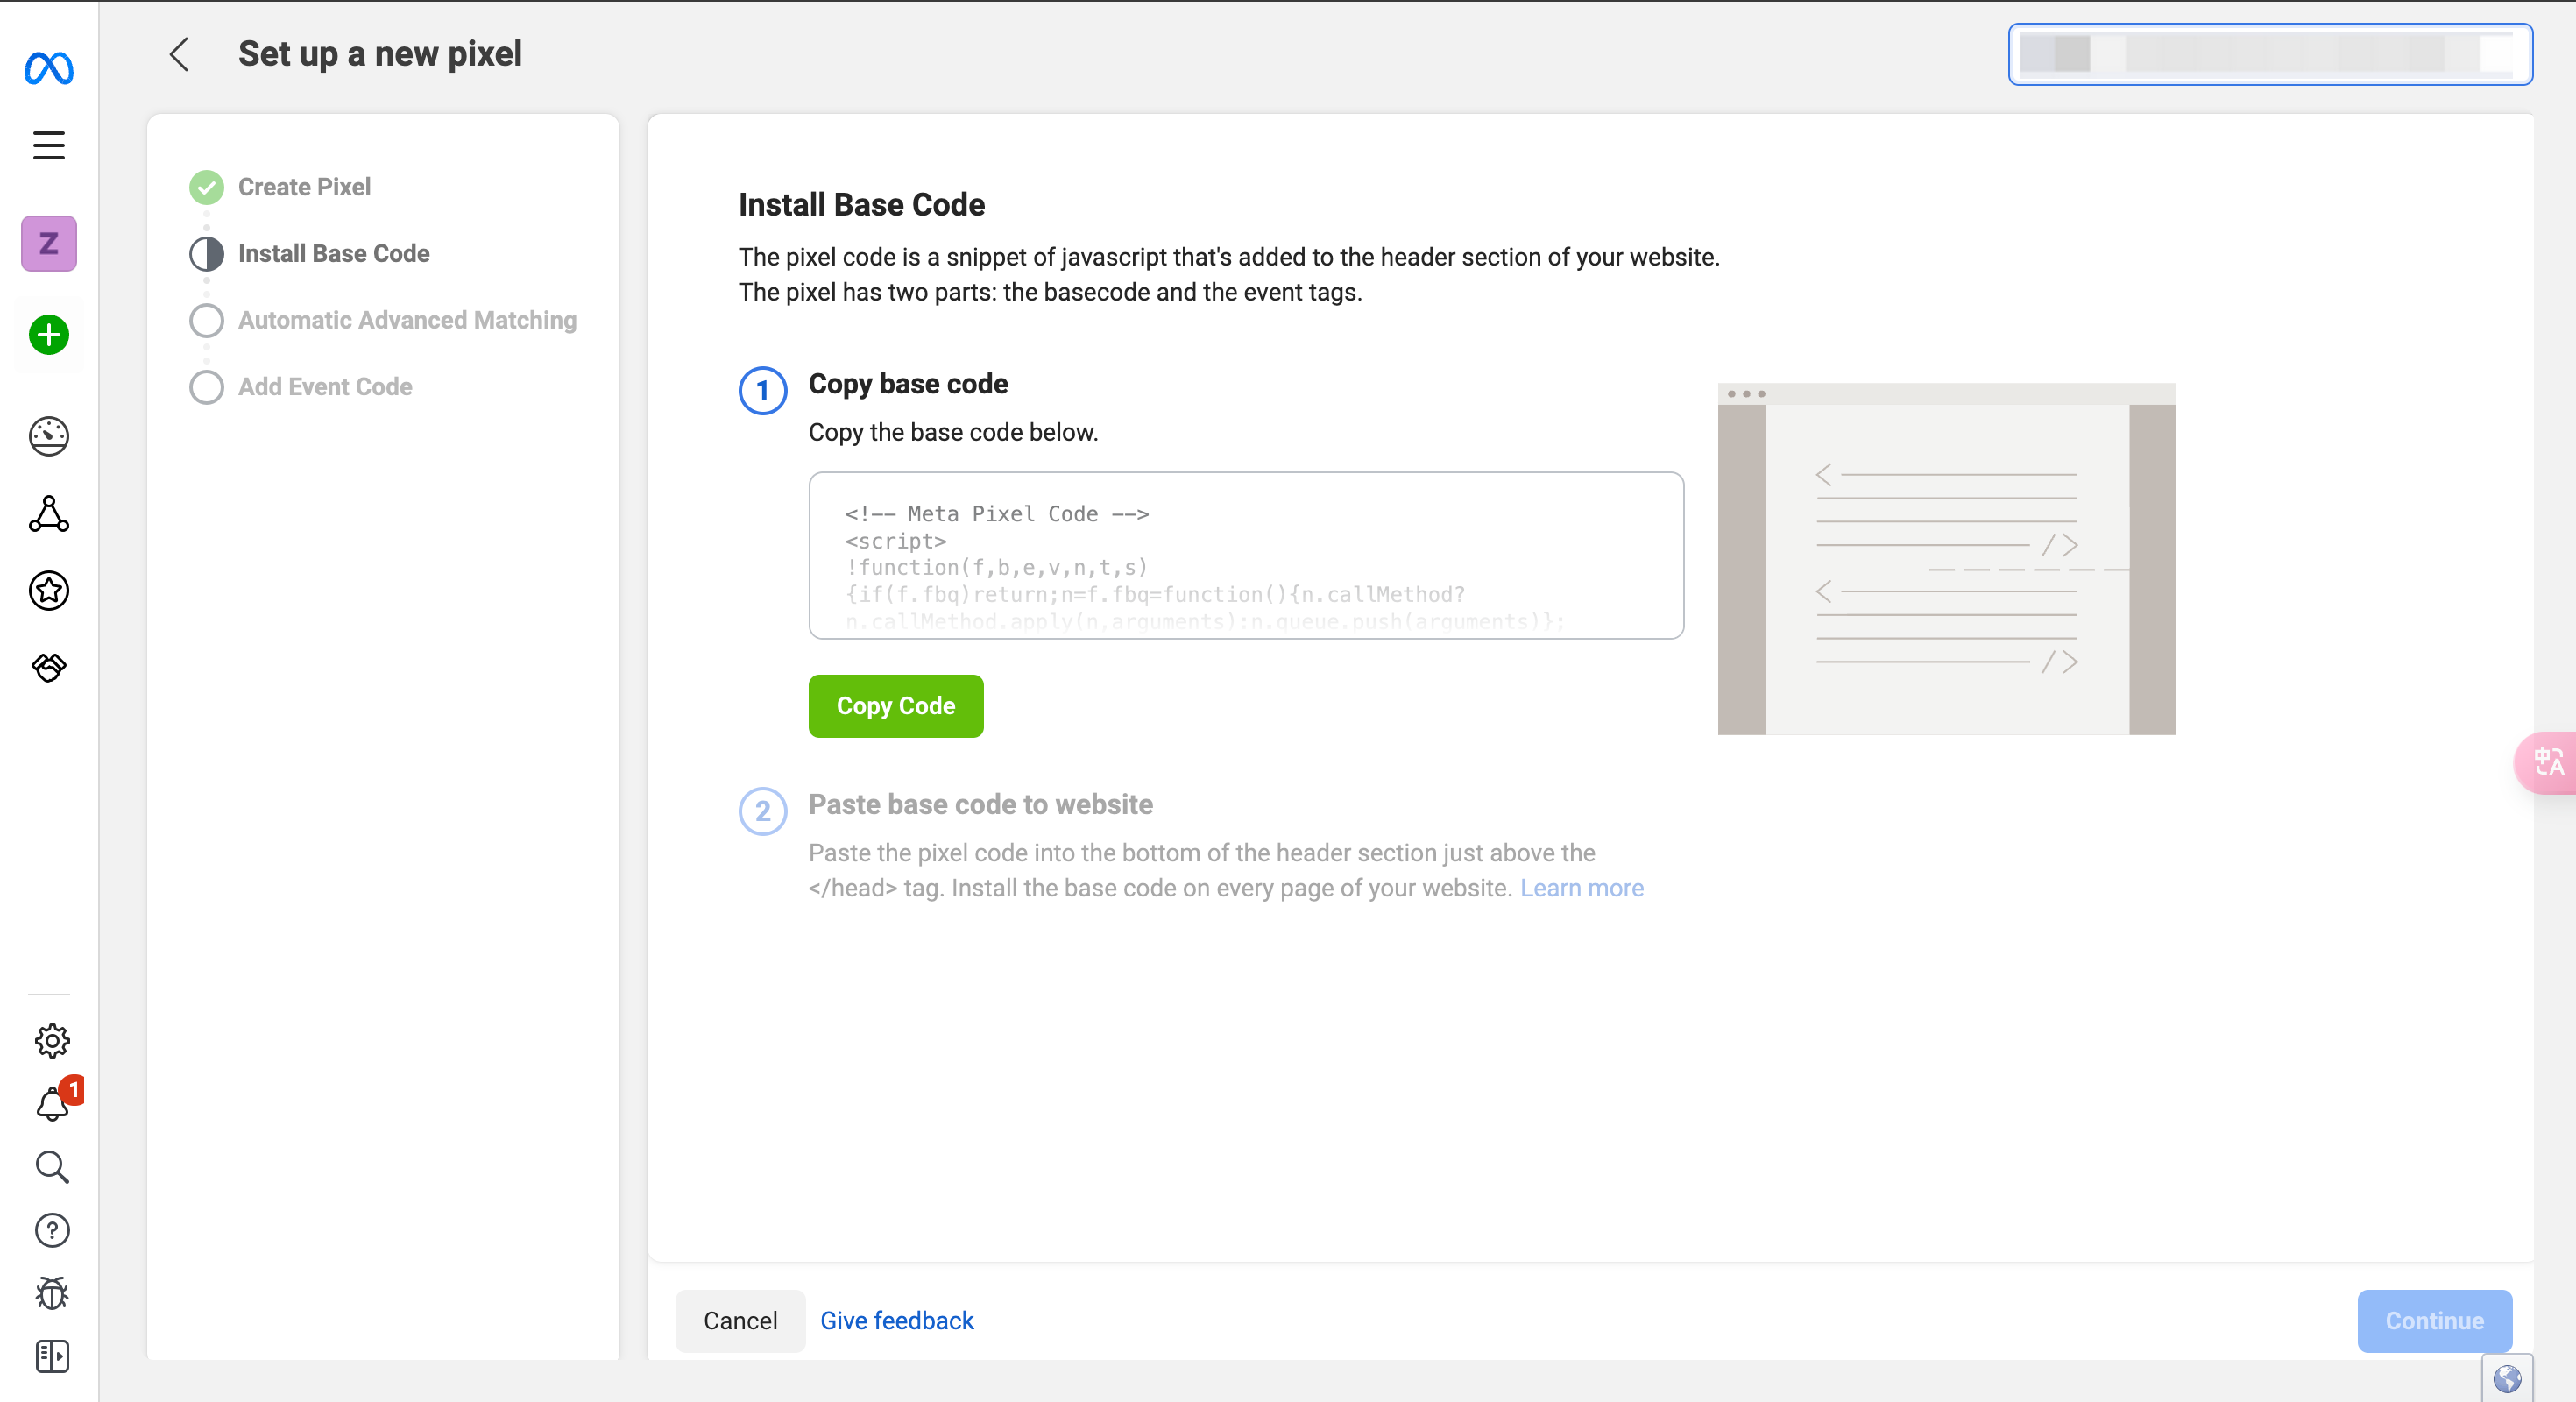 Set up a new pixel
Z
Create Pixel
Install Base Code
Automatic Advanced Matching
Add Event Code
Install Base Code
The pixel code is a snippet of javascript that's added to the header section of your website.
The pixel has two parts: the basecode and the event tags.
1
Copy base code
Copy the base code below.
<!-- Meta Pixel Code -->
<script>
!function(f,b,e,v,n,t,s)
{if(f.fbq)return;n=f.fbq=function(){n.callMethod?
n.callMethod.apply(n,arguments):n.queue.push(arguments)};
Copy Code
2
Paste base code to website
Paste the pixel code into the bottom of the header section just above the
</head> tag. Install the base code on every page of your website. Learn more
1
中A
Cancel
Give feedback
Continue